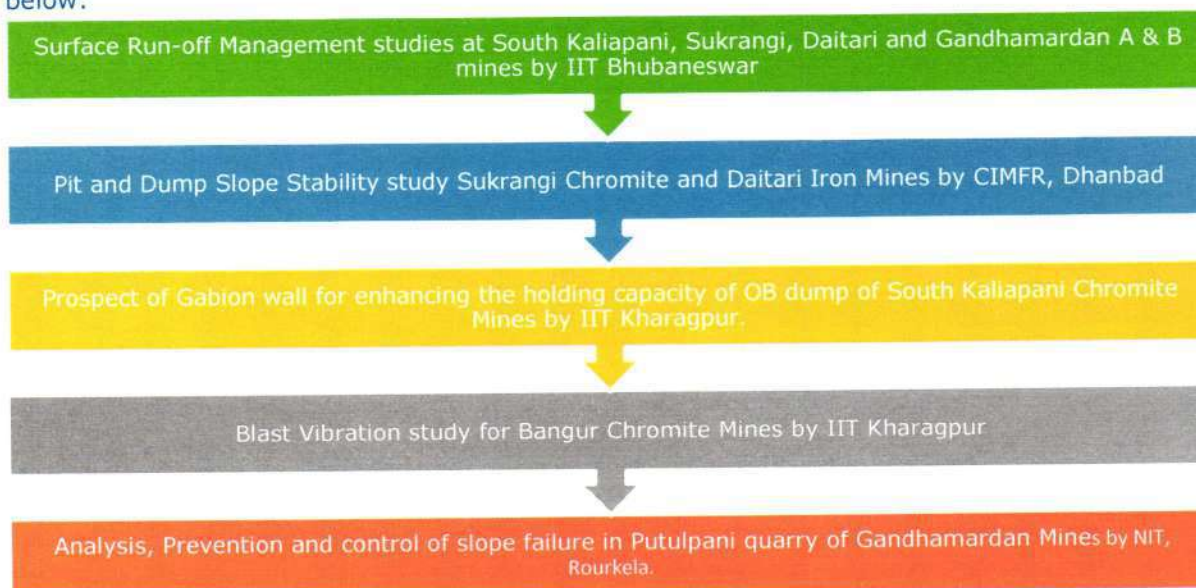 below:
Surface Run-off Management studies at South Kaliapani, Sukrangi, Daitari and Gandhamardan A & B
mines by IIT Bhubaneswar
Pit and Dump Slope Stability study Sukrangi Chromite and Daitari Iron Mines by CIMFR, Dhanbad
Prospect of Gabion wall for enhancing the holding capacity of OB dump of South Kaliapani Chromite
Mines by IIT Kharagpur.
Blast Vibration study for Bangur Chromite Mines by IIT Kharagpur
Analysis, Prevention and control of slope failure in Putulpani quarry of Gandhamardan Mines by NIT,
Rourkela.